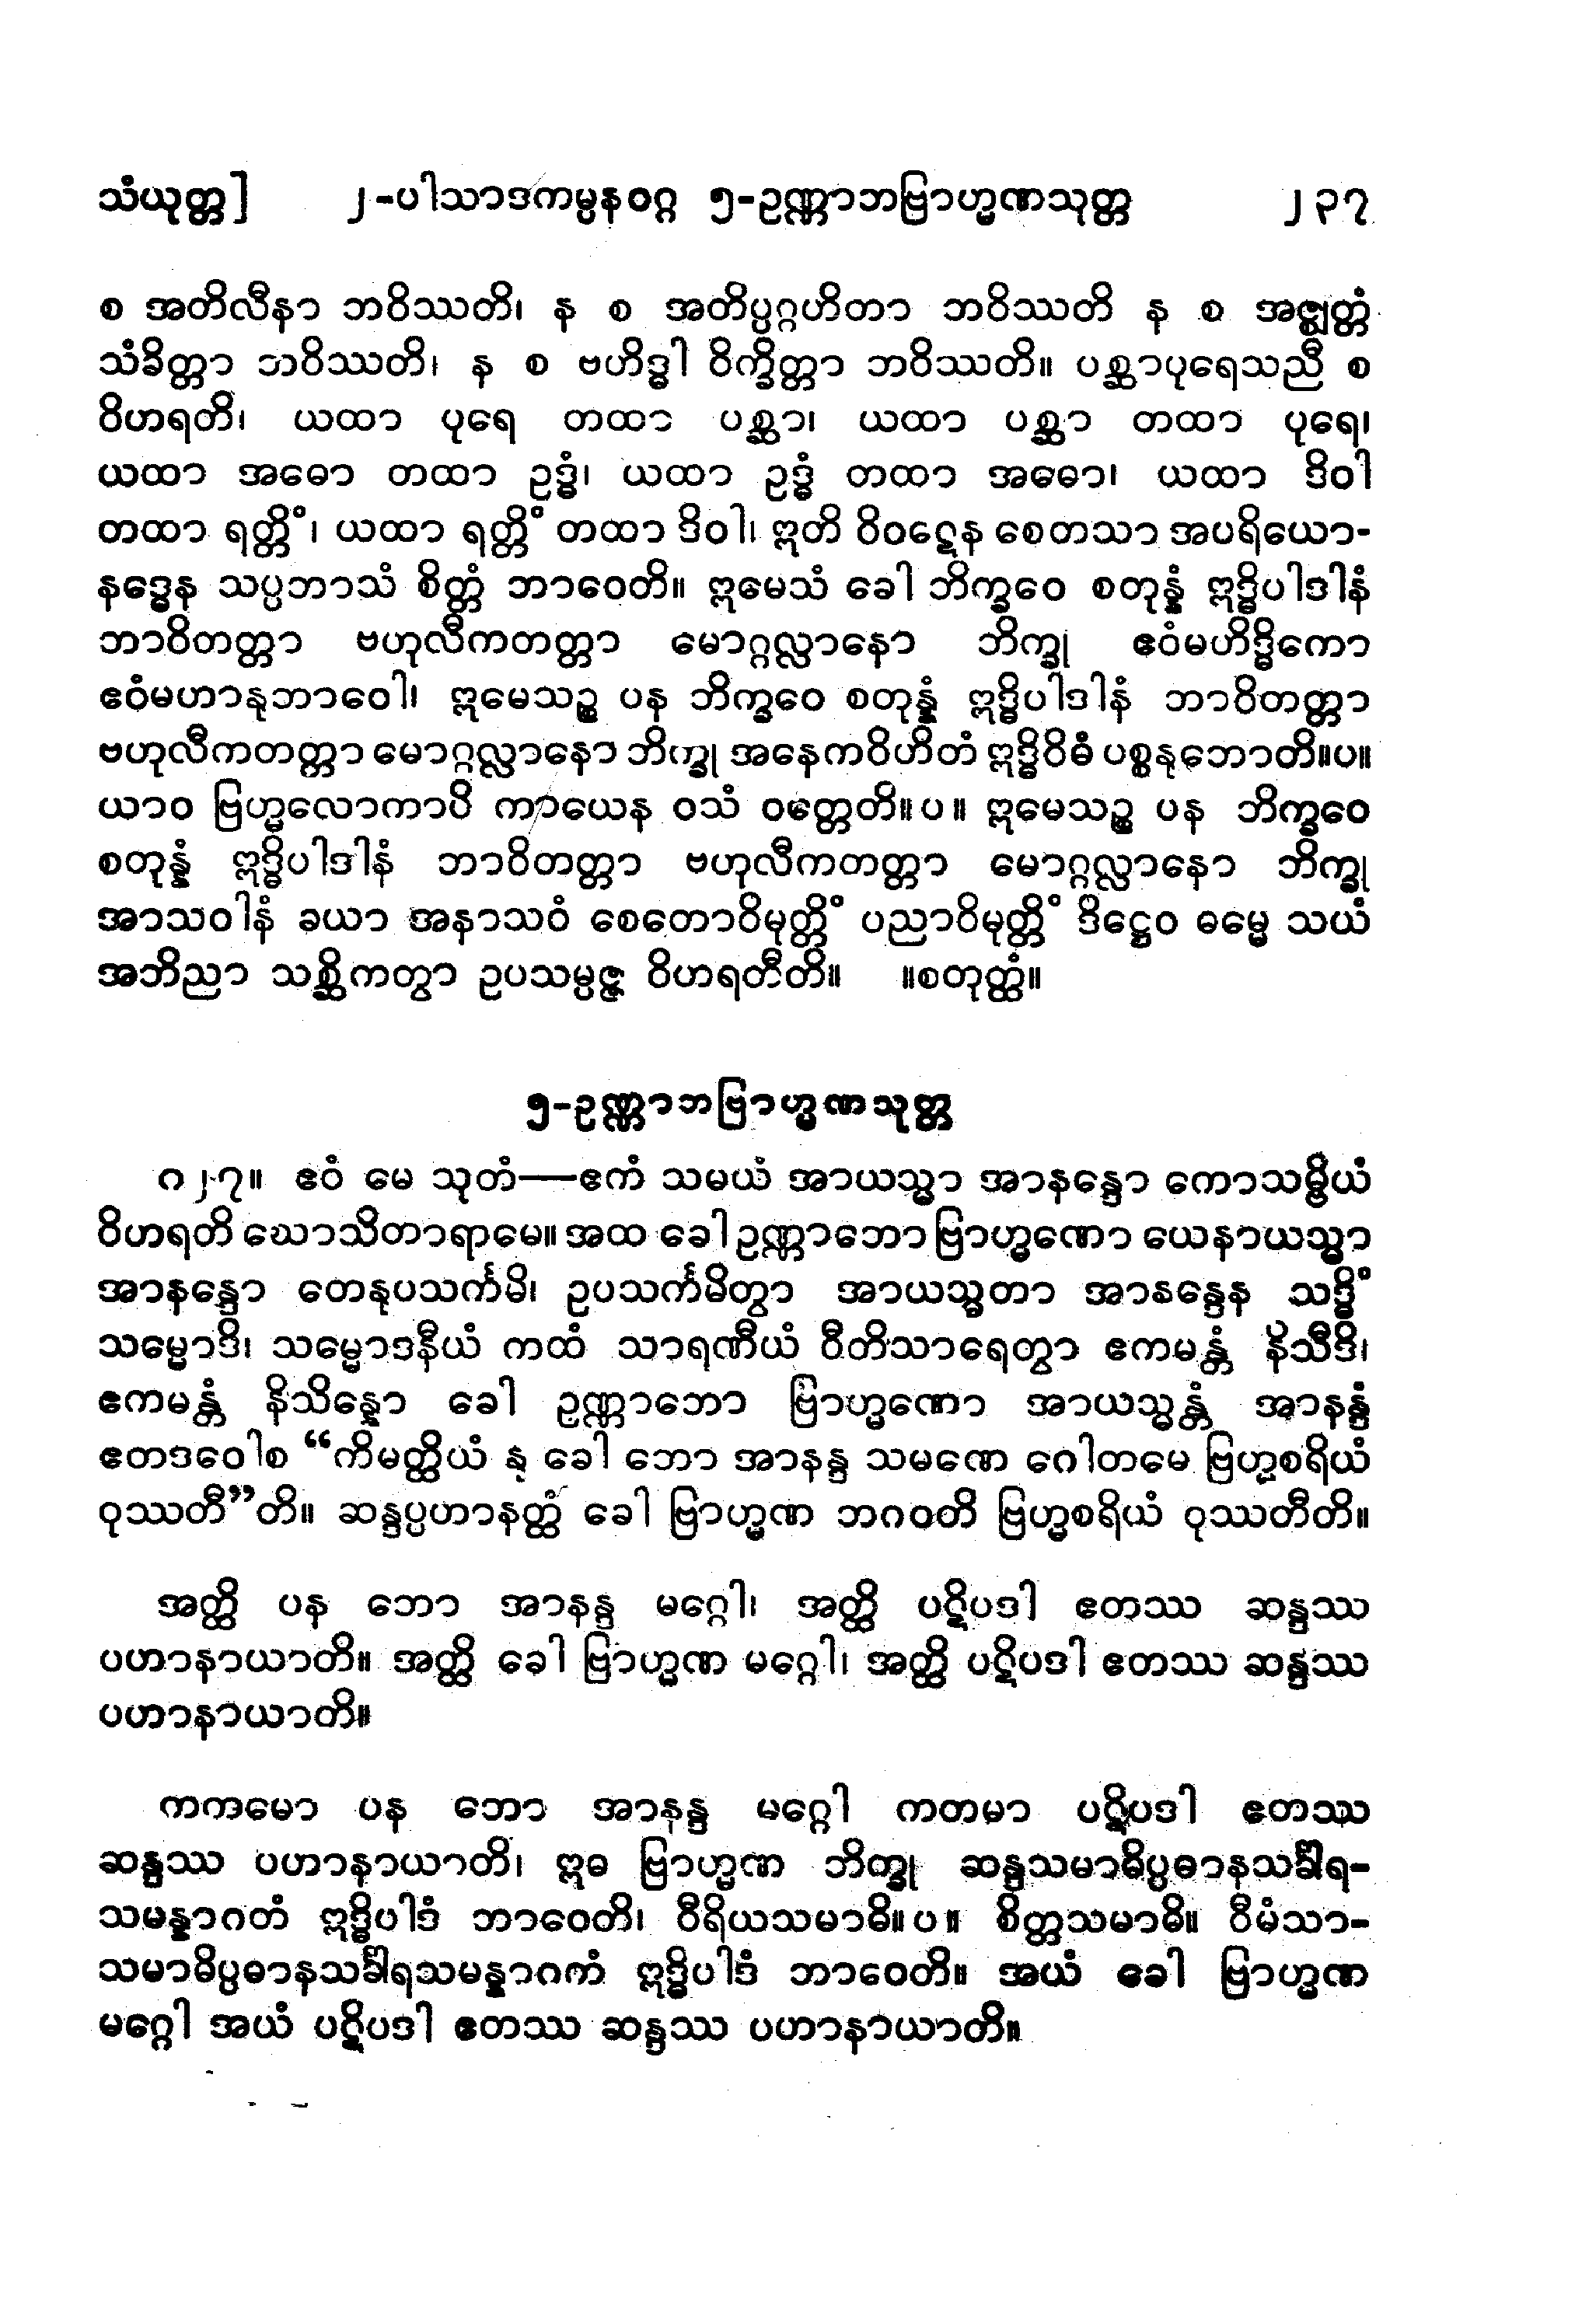 သံယုတ္တ] ၂-ပါသာဒကမ္ပနဝဂ္ဂ ၅-ဥဏ္ဏာဘဗြာဟ္မဏသုတ္တ ၂၃၇
စ အတိလီနာ ဘဝိဿတိ၊ န စ အတိပ္ပဂ္ဂဟိတာ ဘဝိဿတိ န စ အဇ္ဈတ္တံ
သံခိတ္တာ ဘဝိဿတိ၊ န စ ဗဟိဒ္ဓါ ဝိက္ခိတ္တာ ဘဝိဿတိ။ ပစ္ဆာပုရေသညီ စ
ဝိဟရတိ၊ ယထာ ပုရေ တထာ ပစ္ဆာ၊ ယထာ ပစ္ဆာ တထာ ပုရေ၊
ယထာ အဓော တထာ ဥဒ္ဓံ၊ ယထာ ဥဒ္ဓံ တထာ အဓော၊ ယထာ ဒိဝါ
တထာ ရတ္တိံ၊ ယထာ ရတ္တိံ တထာ ဒိဝါ၊ ဣတိ ဝိဝဋေန စေတသာ အပရိယော-
နဒ္ဓေန သပ္ပဘာသံ စိတ္တံ ဘာဝေတိ။ ဣမေသံ ခေါ ဘိက္ခဝေ စတုန္နံ ဣဒ္ဓိပါဒါနံ
ဘာဝိတတ္တာ ဗဟုလီကတတ္တာ မောဂ္ဂလ္လာနော ဘိက္ခု ဧဝံမဟိဒ္ဓိကော
ဧဝံမဟာနုဘာဝေါ၊ ဣမေသဉ္စ ပန ဘိက္ခဝေ စတုန္နံ ဣဒ္ဓိပါဒါနံ ဘာဝိတတ္တာ
ဗဟုလီကတတ္တာ မောဂ္ဂလ္လာနော ဘိက္ခု အနေကဝိဟိတံ ဣဒ္ဓိဝိဓံ ပစ္စနုဘောတိ။ပ။
ယာဝ ဗြဟ္မလောကာပိ ကာယေန ဝသံ ဝတ္တေတိ။ပ။ ဣမေသဉ္စ ပန ဘိက္ခဝေ
စတုန္နံ ဣဒ္ဓိပါဒါနံ ဘာဝိတတ္တာ ဗဟုလီကတတ္တာ မောဂ္ဂလ္လာနော ဘိက္ခု
အာသဝါနံ ခယာ အနာသဝံ စေတောဝိမုတ္တိံ ပညာဝိမုတ္တိံ ဒိဋ္ဌေဝ ဓမ္မေ သယံ
အဘိညာ သစ္ဆိကတွာ ဥပသမ္ပဇ္ဇ ဝိဟရတီတိ။ ။စတုတ္ထံ။
၅-ဥဏ္ဏာဘဗြာဟ္မဏသုတ္တ
၈၂၇။ ဧဝံ မေ သုတံ—ဧကံ သမယံ အာယသ္မာ အာနန္ဒော ကောသမ္ဗိယံ
ဝိဟရတိ ဃောသိတာရာမေ။ အထ ခေါ ဥဏ္ဏာဘော ဗြာဟ္မဏော ယေနာယသ္မာ
အာနန္ဒော တေနုပသင်္ကမိ၊ ဥပသင်္ကမိတွာ အာယသ္မတာ အာနန္ဒေန သဒ္ဓိံ
သမ္မောဒိ၊ သမ္မောဒနီယံ ကထံ သာရဏီယံ ဝီတိသာရေတွာ ဧကမန္တံ နိသီဒိ၊
ဧကမန္တံ နိသိန္နော ခေါ ဥဏ္ဏာဘော ဗြာဟ္မဏော အာယသ္မန္တံ အာနန္ဒံ
ဧတဒဝေါစ “ကိမတ္ထိယံ နု ခေါ ဘော အာနန္ဒ သမဏေ ဂေါတမေ ဗြဟ္မစရိယံ
ဝုဿတီ”တိ။ ဆန္ဒပ္ပဟာနတ္ထံ ခေါ ဗြာဟ္မဏ ဘဂဝတိ ဗြဟ္မစရိယံ ဝုဿတီတိ။
အတ္ထိ ပန ဘော အာနန္ဒ မဂ္ဂေါ၊ အတ္ထိ ပဋိပဒါ ဧတဿ ဆန္ဒဿ
ပဟာနာယာတိ။ အတ္ထိ ခေါ ဗြာဟ္မဏ မဂ္ဂေါ၊ အတ္ထိ ပဋိပဒါ ဧတဿ ဆန္ဒဿ
ပဟာနာယာတိ။
ကကမော ပန ဘော အာနန္ဒ မဂ္ဂေါ ကတမာ ပဋိပဒါ ဧတဿ
ဆန္ဒဿ ပဟာနာယာတိ၊ ဣဓ ဗြာဟ္မဏ ဘိက္ခု ဆန္ဒသမာဓိပ္ပဓာနသင်္ခါရ-
သမန္နာဂတံ ဣဒ္ဓိပါဒံ ဘာဝေတိ၊ ဝီရိယသမာဓိ။ပ။ စိတ္တသမာဓိ။ ဝီမံသာ-
သမာဓိပ္ပဓာနသင်္ခါရသမန္နာဂကံ ဣဒ္ဓိပါဒံ ဘာဝေတိ။ အယံ ခေါ ဗြာဟ္မဏ
မဂ္ဂေါ အယံ ပဋိပဒါ ဧတဿ ဆန္ဒဿ ပဟာနာယာတိ။